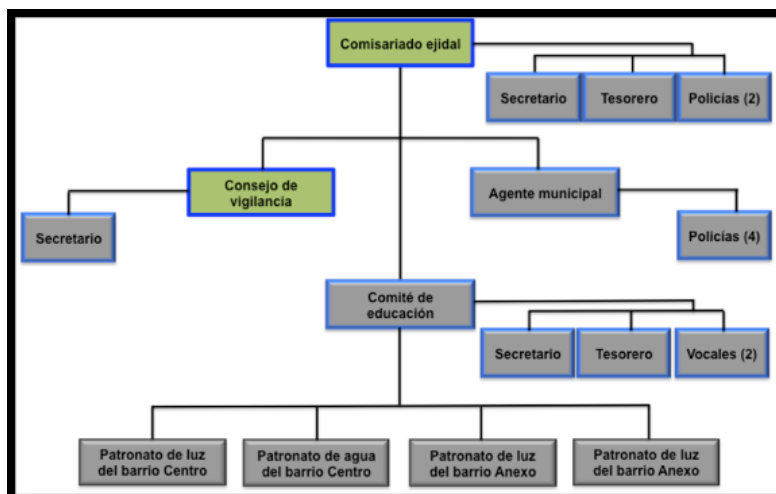 Comisariado ejidal
Secretario
Tesorero
Policías (2)
Consejo de
vigilancia
Agente municipal
Secretario
Policías (4)
Comité de
educación
Secretario
Tesorero
Vocales (2)
Patronato de luz
del barrio Centro
Patronato de agua
del barrio Centro
Patronato de luz
del barrio Anexo
Patronato de luz
del barrio Anexo